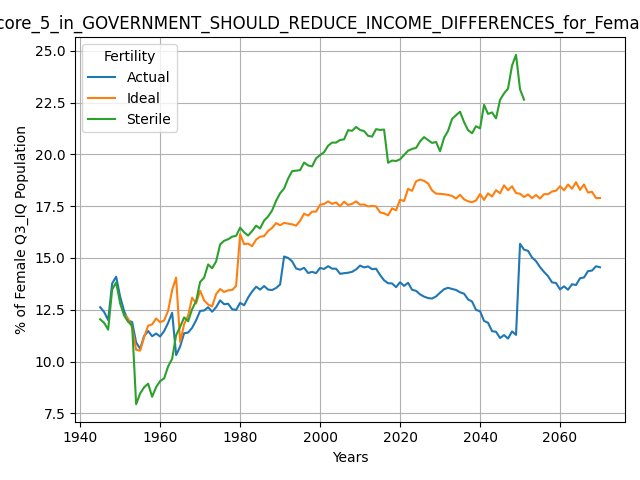 core_5_in_GOVERNMENT_SHOULD_REDUCE_INCOME_DIFFERENCES_for_Fema
Fertility
Actual
Ideal
Sterile
% of Female Q3_IQ Population
25.0
22.5
20.0
17.5
15.0
12.5
10.0
7.5
1940
1960
1980
2000
2020
2040
2060
Years